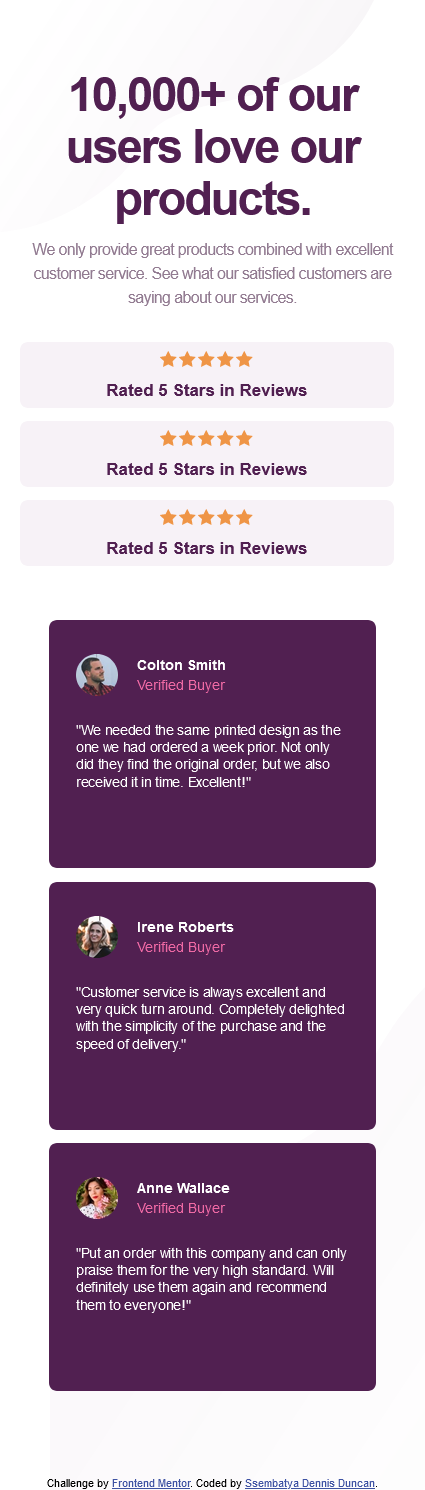 10,000+ of our
users love our
products.
We only provide great products combined with excellent
customer service. See what our satisfied customers are
saying about our services.
Rated 5 Stars in Reviews
Rated 5 Stars in Reviews
Rated 5 Stars in Reviews
Colton Smith
Verified Buyer
"We needed the same printed design as the
one we had ordered a week prior. Not only
did they find the original order, but we also
received it in time. Excellent!"
Irene Roberts
Verified Buyer
"Customer service is always excellent and
very quick turn around. Completely delighted
with the simplicity of the purchase and the
speed of delivery."
Anne Wallace
Verified Buyer
"Put an order with this company and can only
praise them for the very high standard. Will
definitely use them again and recommend
them to everyone!"
Challenge by Frontend Mentor. Coded by Ssembatya Dennis Duncan.